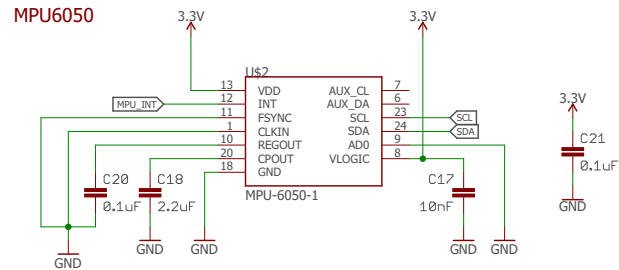 MPU6050
3.3V
3.3V
U$2
13 VDD AUX_CL 7
MPU_INT 12 INT AUX_DA 6
11 FSYNC SCL 23 SCL
1 CLKIN SDA 24 SDA
10 REGOUT AD0 9
20 CPOUT VLOGIC 8
18 GND
MPU-6050-1
C20
0.1uF
C18
2.2uF
C17
10nF
GND
GND
GND
GND
GND
3.3V
C21
0.1uF
GND